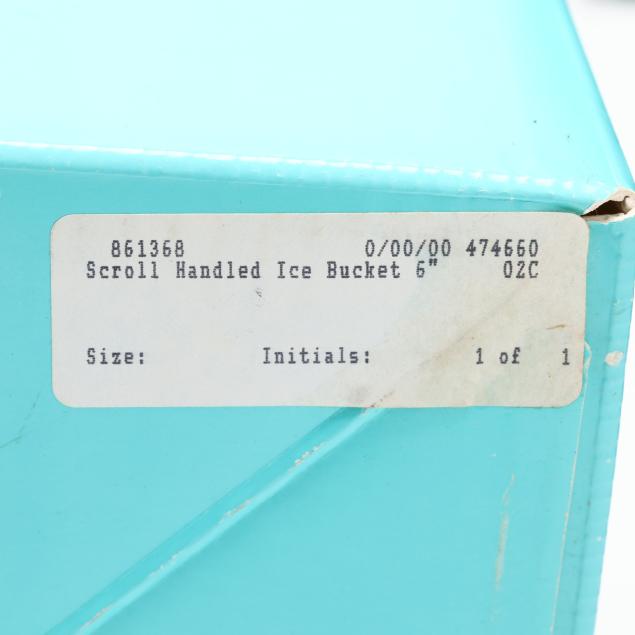 861368 0/00/00 474660
Scroll Handled Ice Bucket 6" 02C
Size: Initials: 1 of 1